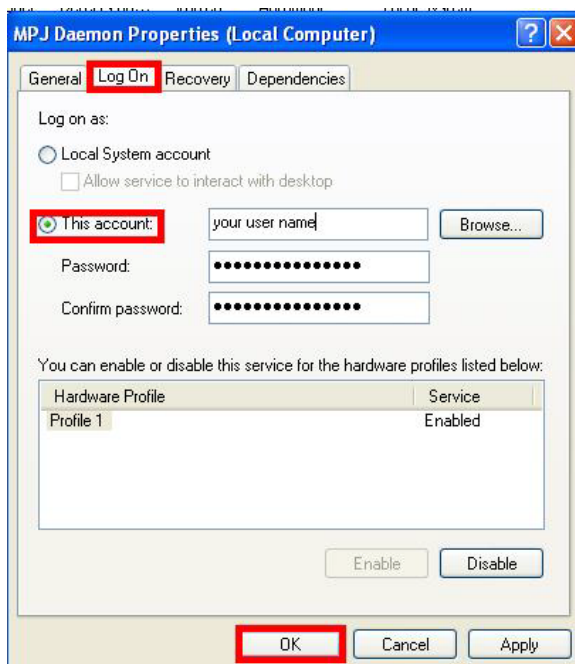 MPJ Daemon Properties (Local Computer)
General Log On Recovery Dependencies
Log on as:
Local System account
Allow service to interact with desktop
This account: your user name Browse...
Password: •••••••••••••••
Confirm password: •••••••••••••••
You can enable or disable this service for the hardware profiles listed below:
Hardware Profile Service
Profile 1 Enabled
Enable Disable
OK Cancel Apply